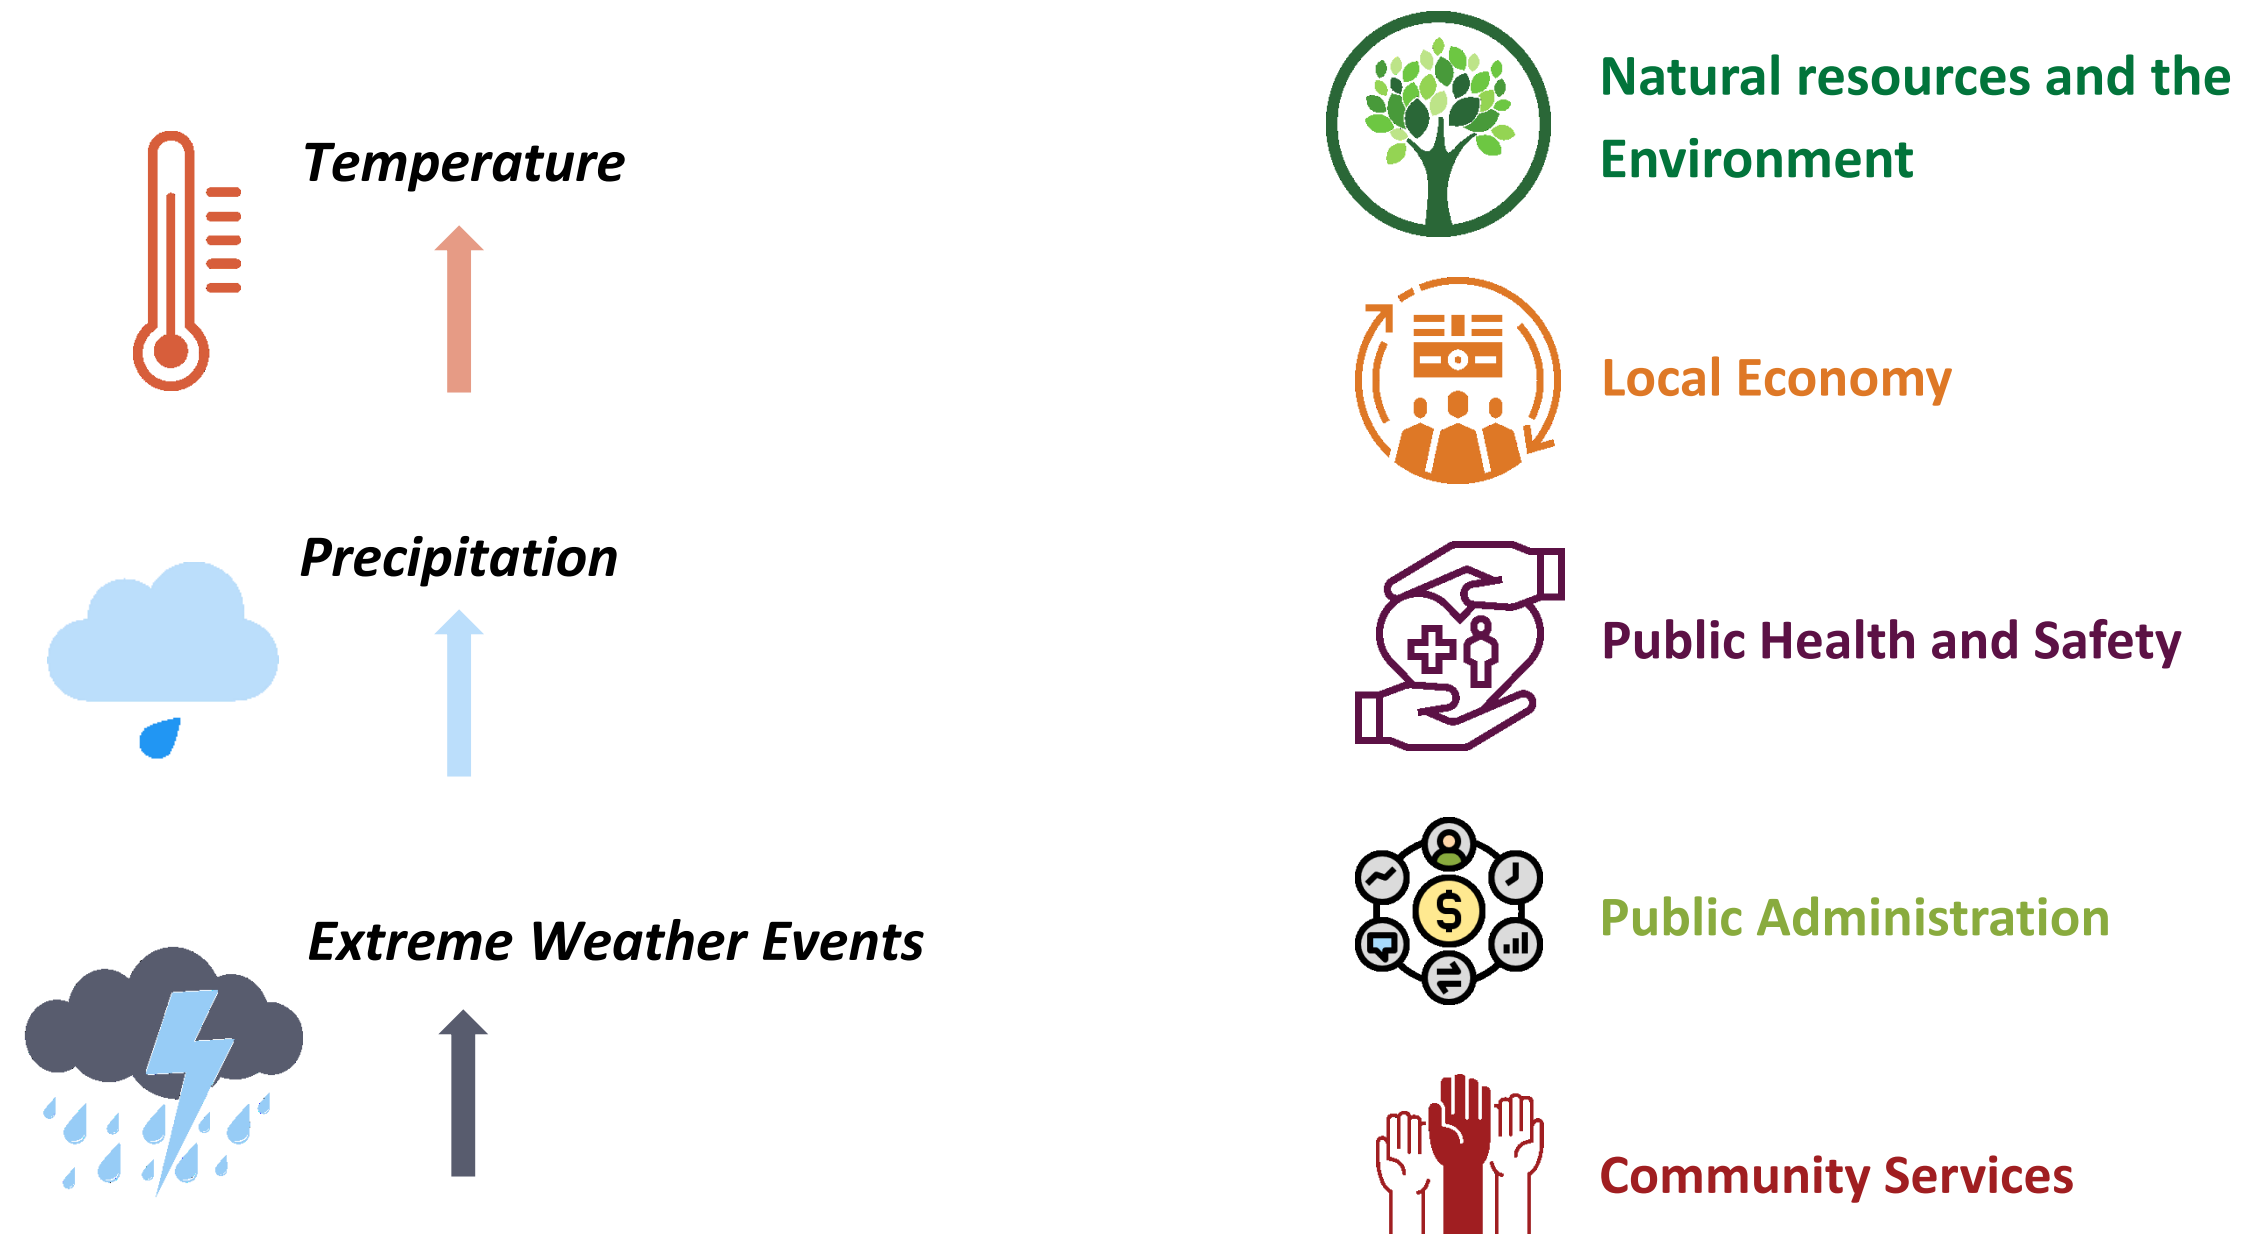 Temperature
Precipitation
Extreme Weather Events
Natural resources and the
Environment
Local Economy
Public Health and Safety
$
Public Administration
Community Services